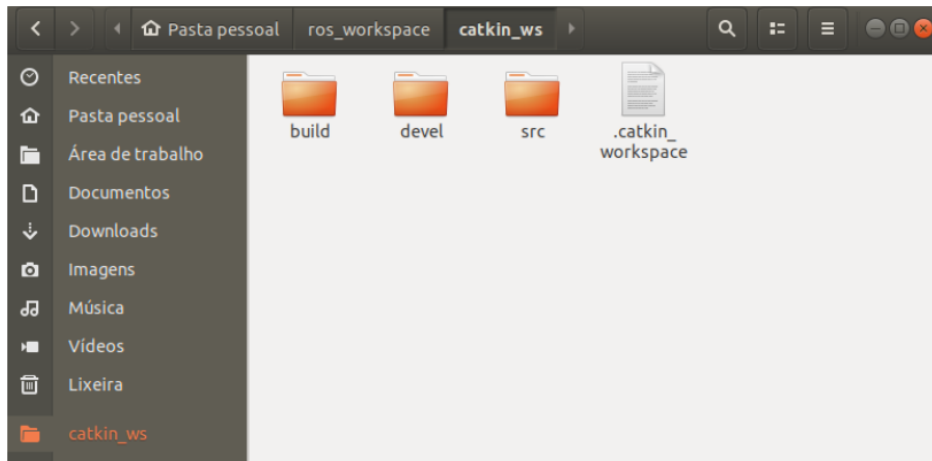 Pasta pessoal ros_workspace catkin_ws
Recentes
Pasta pessoal
Área de trabalho
Documentos
Downloads
Imagens
Música
Vídeos
Lixeira
catkin_ws
build devel src .catkin_
workspace